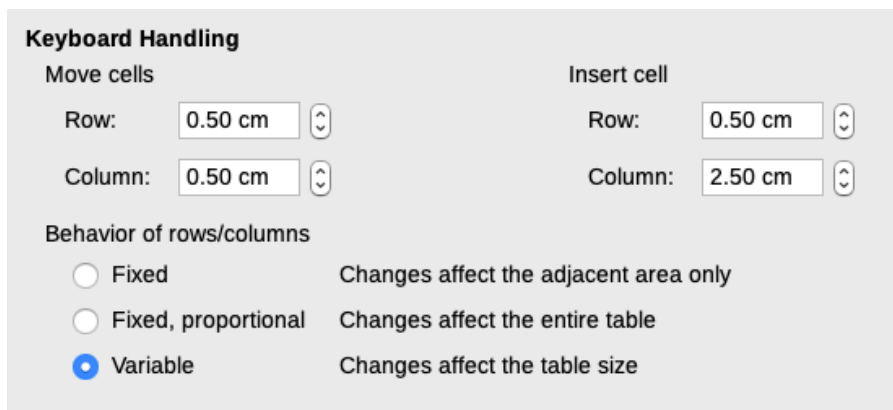 Keyboard Handling
Move cells Insert cell
Row: 0.50 cm Row: 0.50 cm
Column: 0.50 cm Column: 2.50 cm
Behavior of rows/columns
Fixed Changes affect the adjacent area only
Fixed, proportional Changes affect the entire table
Variable Changes affect the table size